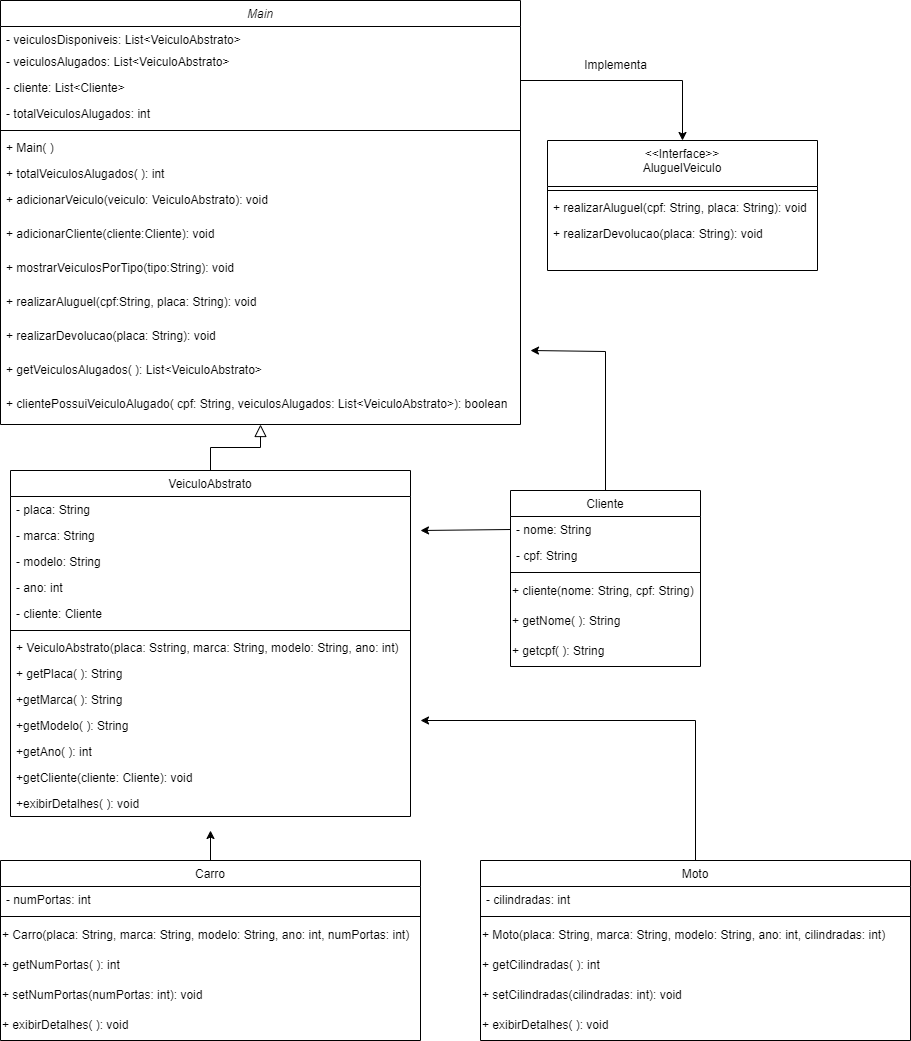 Main
- veiculosDisponiveis: List<VeiculoAbstrato>
- veiculosAlugados: List<VeiculoAbstrato>
- cliente: List<Cliente>
- totalVeiculosAlugados: int
+ Main( )
+ totalVeiculosAlugados( ): int
+ adicionarVeiculo(veiculo: VeiculoAbstrato): void
+ adicionarCliente(cliente:Cliente): void
+ mostrarVeiculosPorTipo(tipo:String): void
+ realizarAluguel(cpf:String, placa: String): void
+ realizarDevolucao(placa: String): void
+ getVeiculosAlugados( ): List<VeiculoAbstrato>
+ clientePossuiVeiculoAlugado( cpf: String, veiculosAlugados: List<VeiculoAbstrato>): boolean
Implementa
<<Interface>>
AluguelVeiculo
+ realizarAluguel(cpf: String, placa: String): void
+ realizarDevolucao(placa: String): void
VeiculoAbstrato
- placa: String
- marca: String
- modelo: String
- ano: int
- cliente: Cliente
+ VeiculoAbstrato(placa: Sstring, marca: String, modelo: String, ano: int)
+ getPlaca( ): String
+getMarca( ): String
+getModelo( ): String
+getAno( ): int
+getCliente(cliente: Cliente): void
+exibirDetalhes( ): void
Cliente
- nome: String
- cpf: String
+ cliente(nome: String, cpf: String)
+ getNome( ): String
+ getcpf( ): String
Carro
- numPortas: int
+ Carro(placa: String, marca: String, modelo: String, ano: int, numPortas: int)
+ getNumPortas( ): int
+ setNumPortas(numPortas: int): void
+ exibirDetalhes( ): void
Moto
- cilindradas: int
+ Moto(placa: String, marca: String, modelo: String, ano: int, cilindradas: int)
+ getCilindradas( ): int
+ setCilindradas(cilindradas: int): void
+ exibirDetalhes( ): void